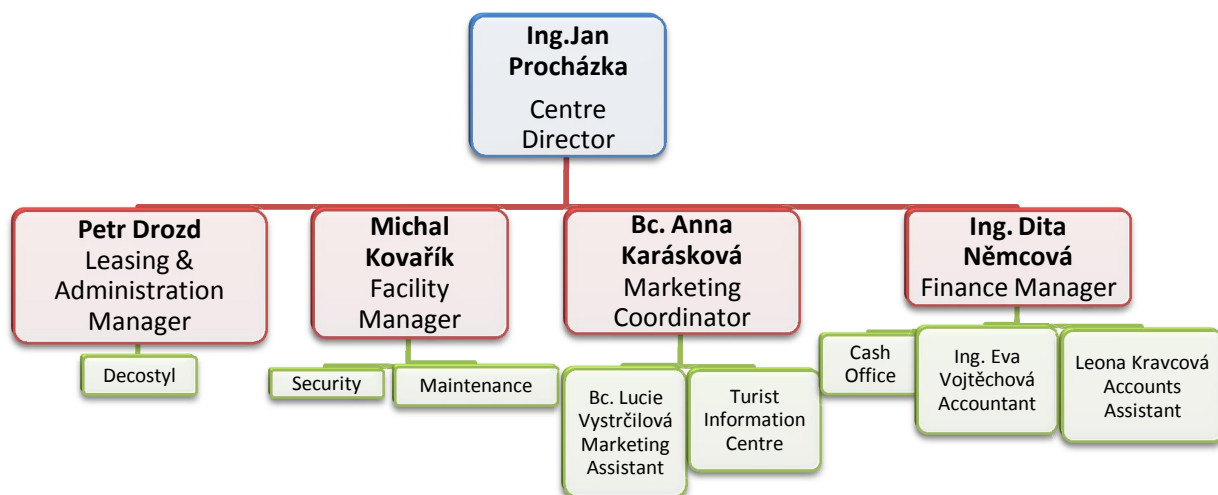 Ing.Jan
Procházka
Centre
Director
Petr Drozd
Leasing &
Administration
Manager
Michal
Kovařík
Facility
Manager
Bc. Anna
Karásková
Marketing
Coordinator
Ing. Dita
Němcová
Finance Manager
Decostyl
Security
Maintenance
Bc. Lucie
Vystrčilová
Marketing
Assistant
Turist
Information
Centre
Cash
Office
Ing. Eva
Vojtěchová
Accountant
Leona Kravcová
Accounts
Assistant